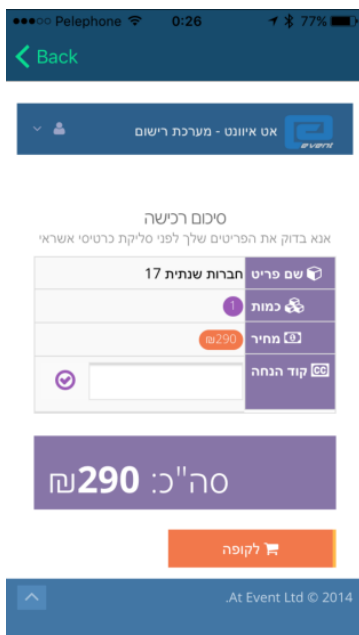 Pelephone 0:26 77%
Back
אט איוונט - מערכת רישום
event
סיכום רכישה
אנא בדוק את הפריטים שלך לפני סליקת כרטיסי אשראי
שם פריט חברות שנתית 17
כמות 1
מחיר ₪290
CC קוד הנחה
סה"כ: 290₪
לקופה
.At Event Ltd © 2014